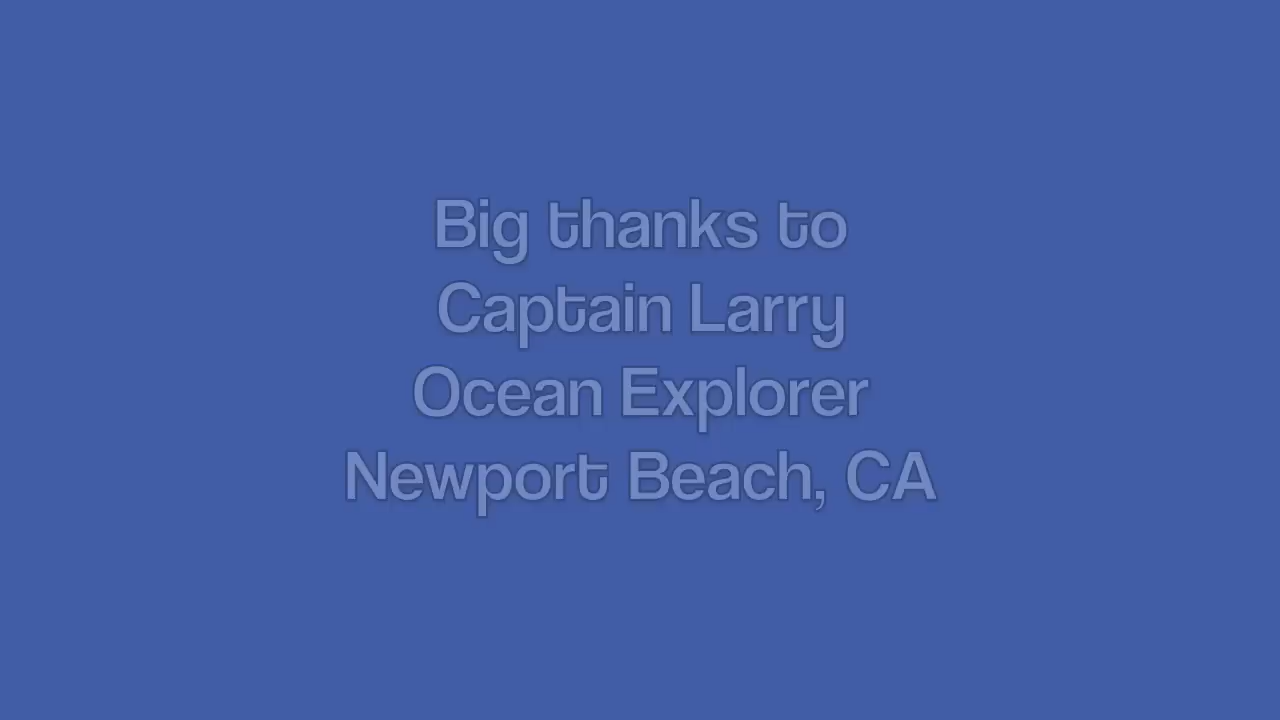 Big thanks to
Captain Larry
Ocean Explorer
Newport Beach, CA